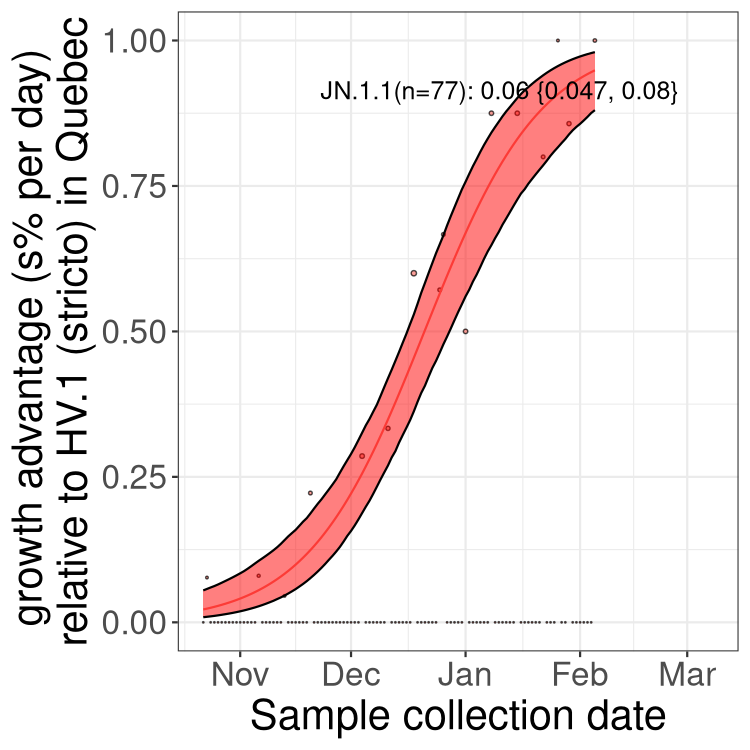 growth advantage (s% per day)
relative to HV.1 (stricto) in Quebec
1.00
0.75
0.50
0.25
0.00
JN.1.1(n=77): 0.06 {0.047, 0.08}
Nov Dec Jan Feb Mar
Sample collection date